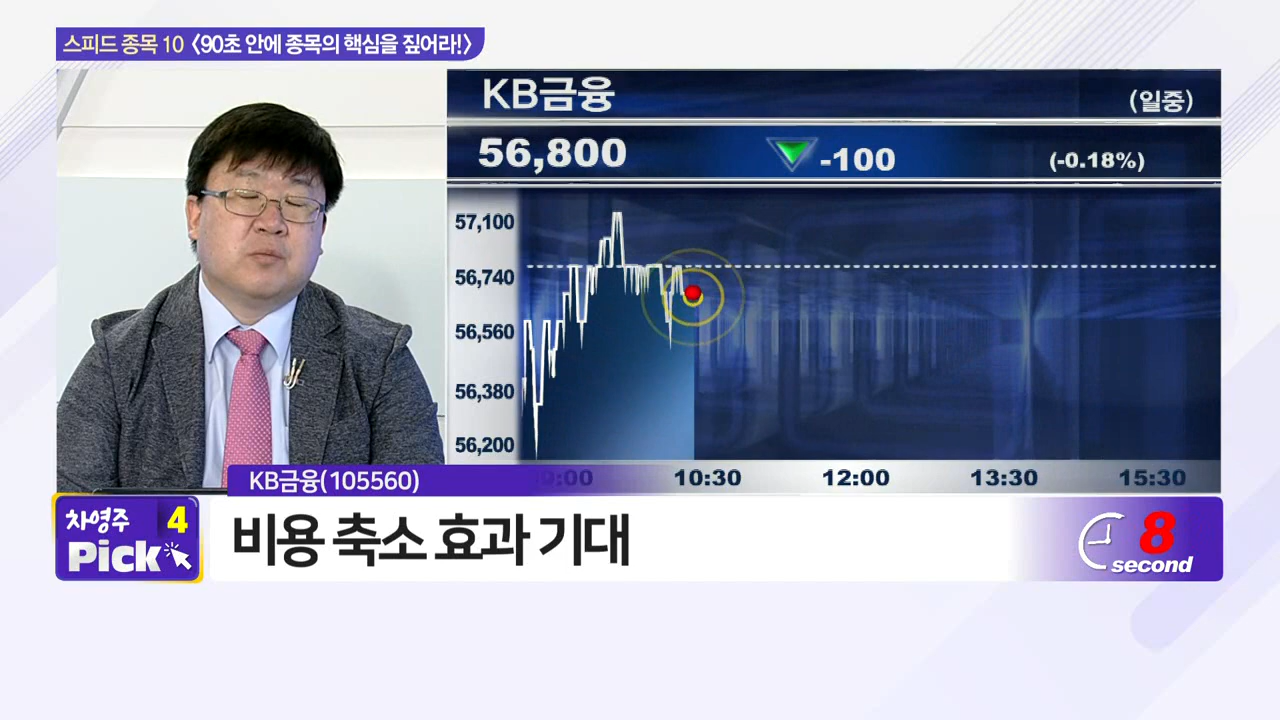 스피드 종목 10 <90초 안에 종목의 핵심을 짚어라!>
KB금융
(일중)
56,800
-100
(-0.18%)
57,100
56,740
56,560
56,380
56,200
09:00
10:30
12:00
13:30
15:30
KB금융(105560)
차영주 4
Pick
비용 축소 효과 기대
8
second